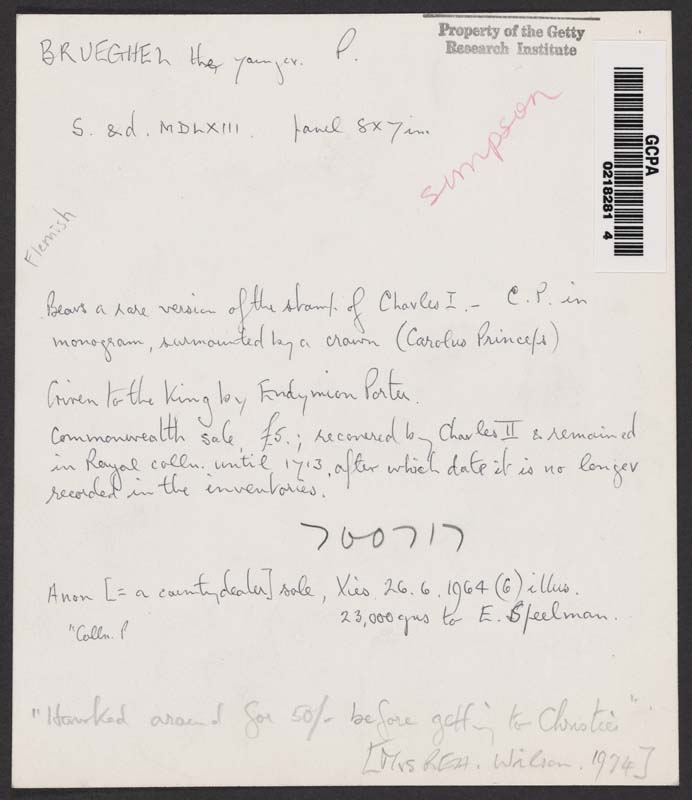 BRUEGHEL the younger. P.
Property of the Getty
Research Institute
S. &d. MDLXIII. panel 8x7in.
simpson
GCPA
0218281 4
Flemish
Bears a rare version of the stamp of Charles I. – C.P. in
monogram, surmounted by a crown (Carolus Princeps)
Given to the King by Endymion Porter.
Commonwealth sale, £5.; recovered by Charles II & remained
in Royal colln. until 1713, after which date it is no longer
recorded in the inventories.
700717
Anon [= a country dealer] sale, Xies. 26.6.1964 (6) illus.
23,000gns to E. Speelman.
"Colln. P
"Hawked around for 50/- before getting to Christies"
[Mrs Wilson. 1974]